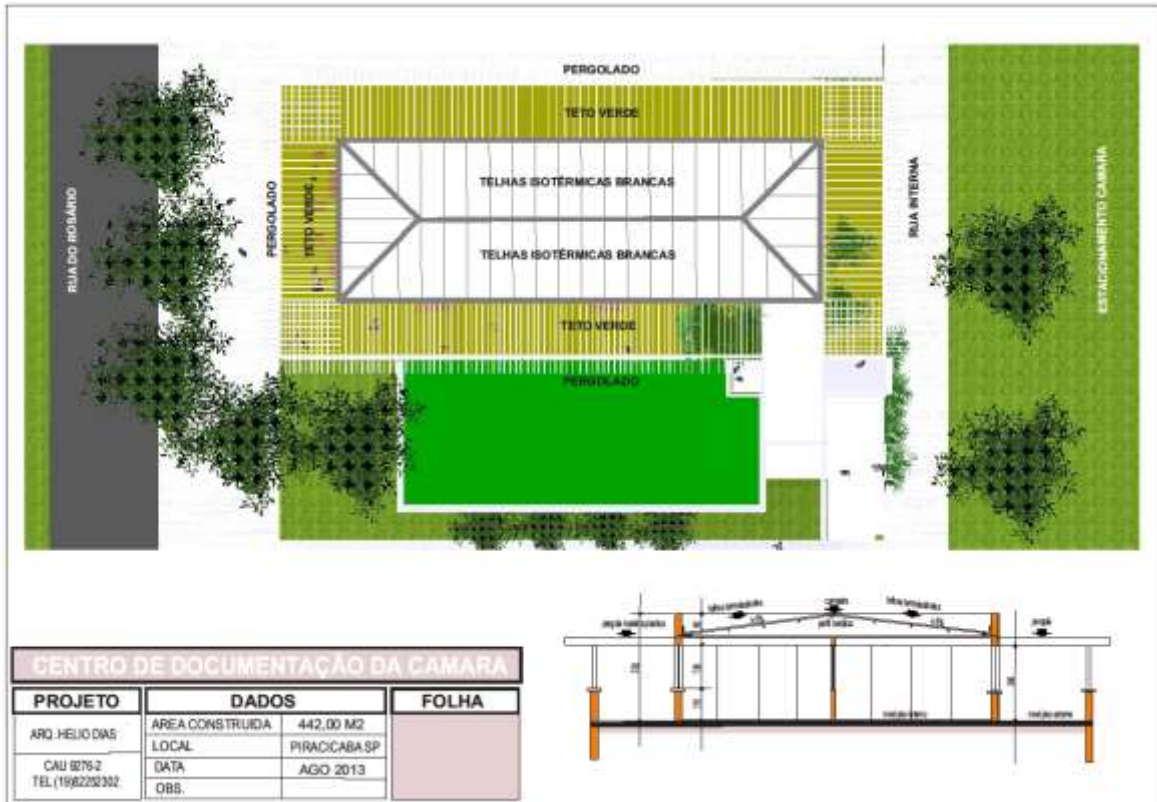 PERGOLADO
TETO VERDE
RUA DO ROSÁRIO
PERGOLADO
TETO VERDE
TELHAS ISOTÉRMICAS BRANCAS
TELHAS ISOTÉRMICAS BRANCAS
RUA INTERNA
ESTACIONAMENTO CAMARA
TETO VERDE
PERGOLADO
CENTRO DE DOCUMENTAÇÃO DA CAMARA
PROJETO DADOS FOLHA
ARQ. HELIO DIAS
CAU 9276-2
TEL (19)82252302
AREA CONSTRUIDA 442,00 M2
LOCAL PIRACICABA SP
DATA AGO 2013
OBS.